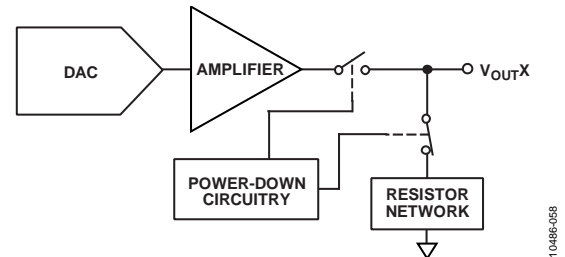 DAC
AMPLIFIER
VOUTX
POWER-DOWN
CIRCUITRY
RESISTOR
NETWORK
10486-058